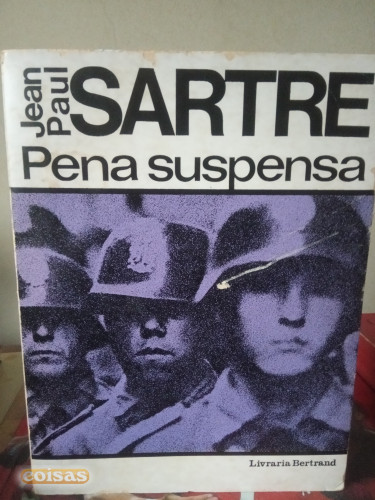 Jean
Paul
SARTRE
Pena suspensa
Livraria Bertrand
coisas